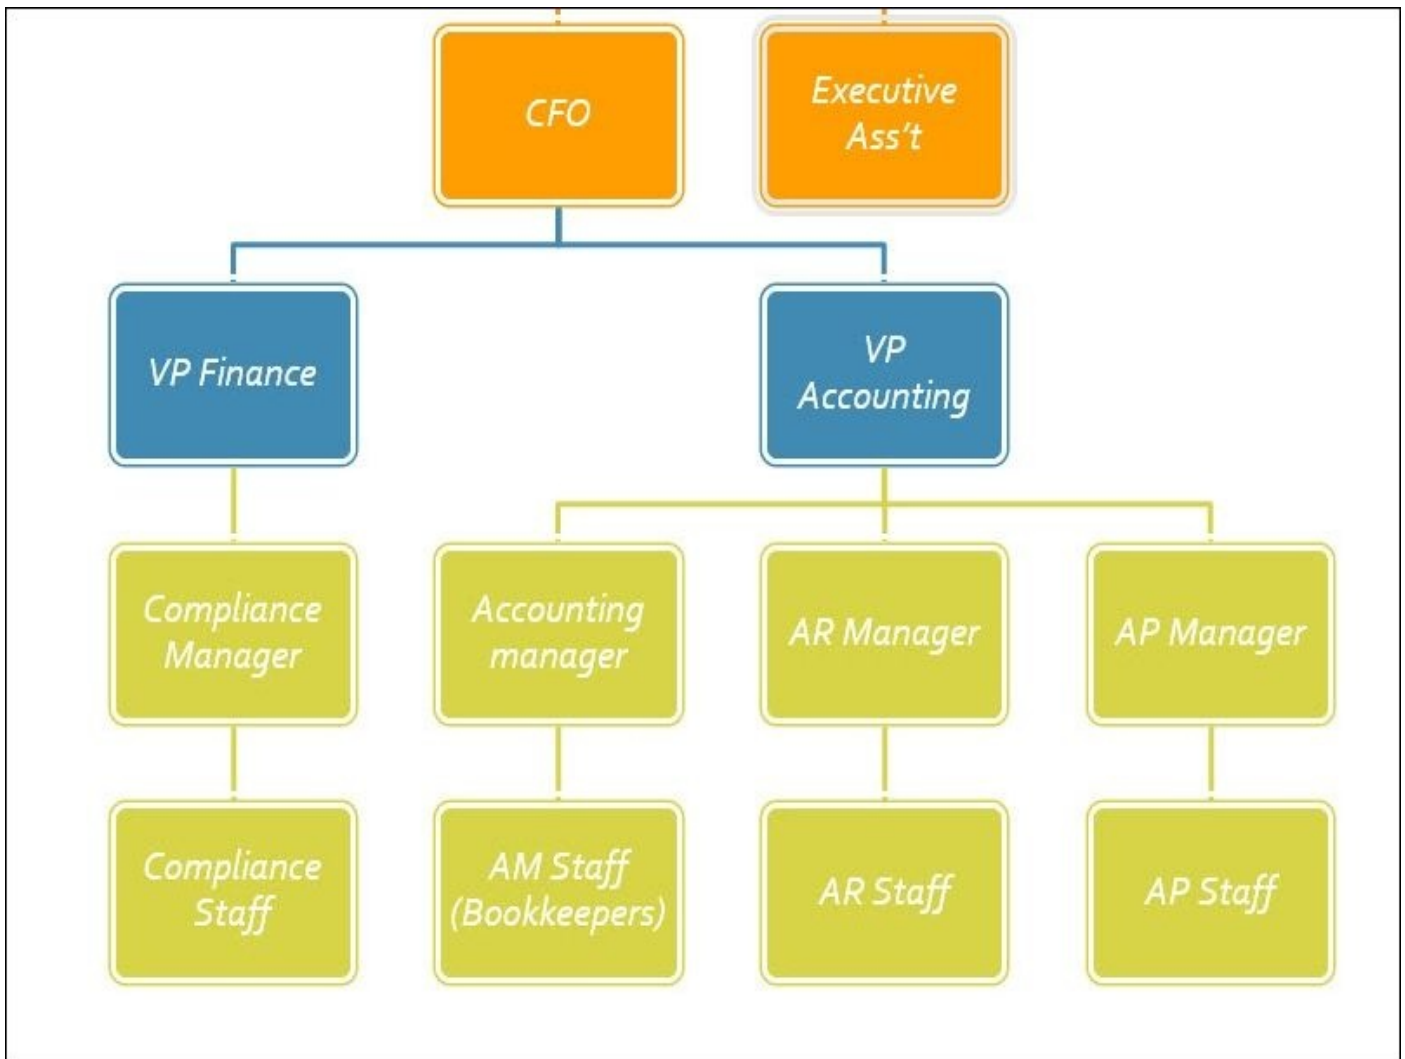 CFO
Executive
Ass't
VP Finance
VP
Accounting
Compliance
Manager
Accounting
manager
AR Manager
AP Manager
Compliance
Staff
AM Staff
(Bookkeepers)
AR Staff
AP Staff